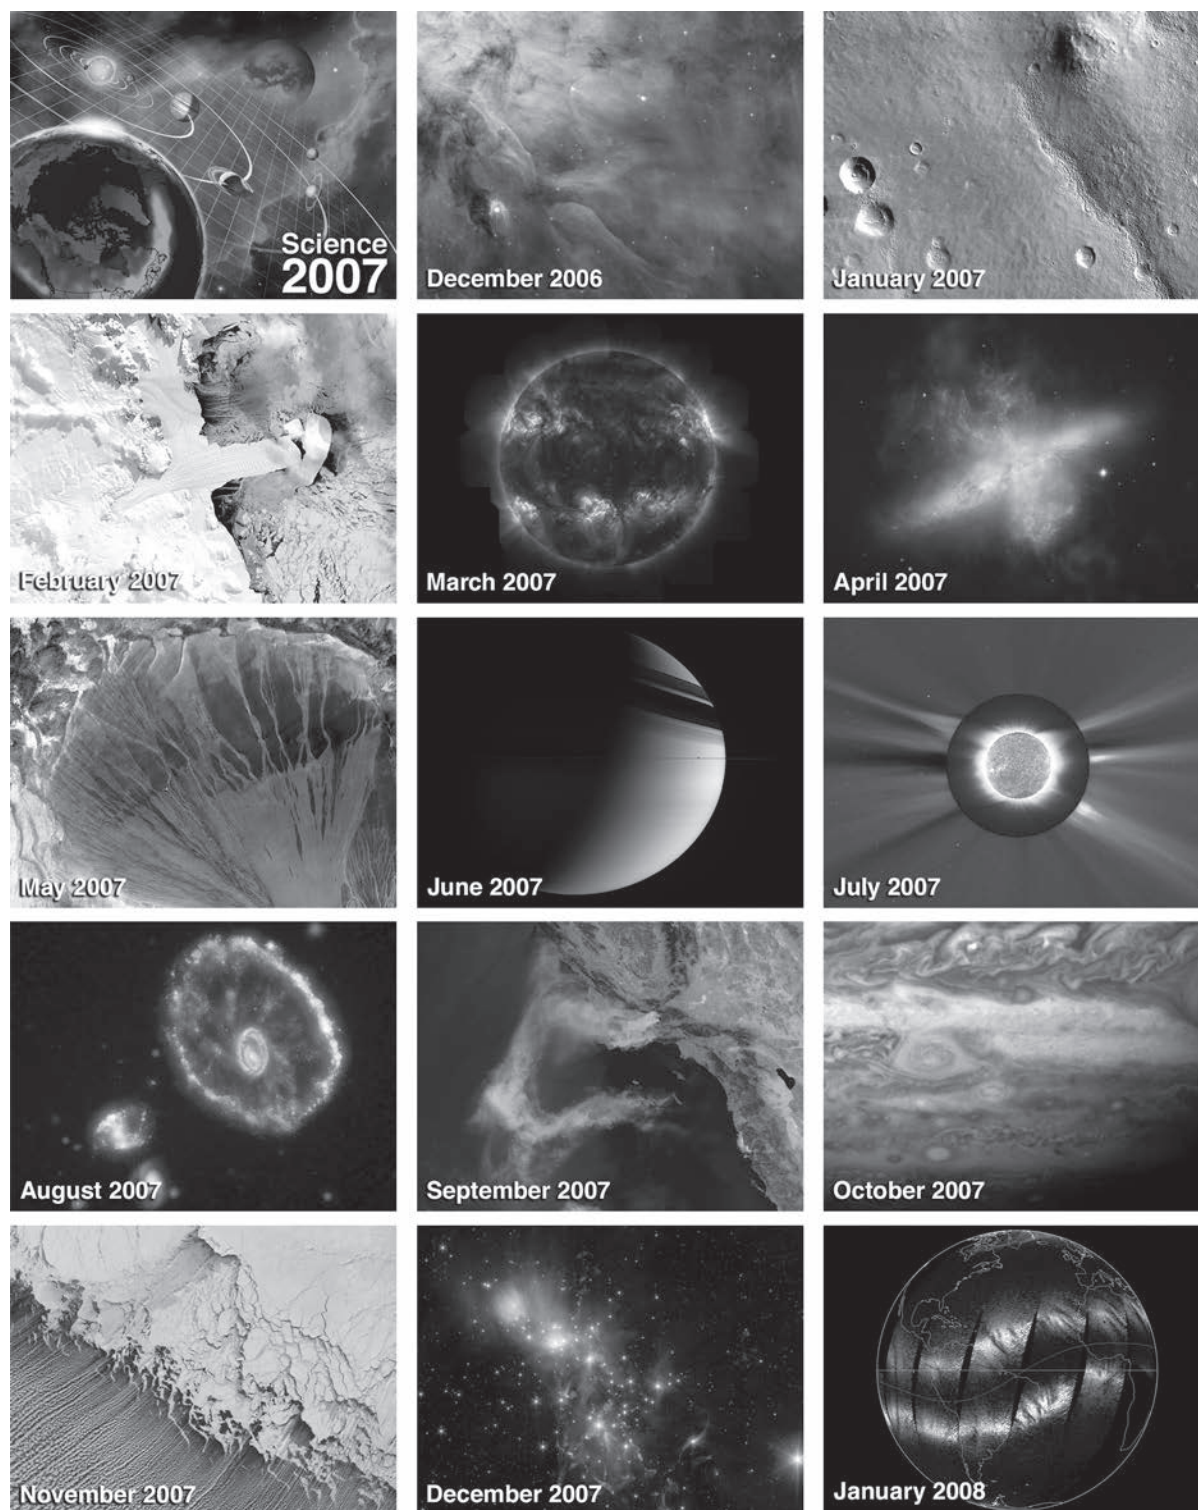 Science
2007
December 2006
January 2007
February 2007
March 2007
April 2007
May 2007
June 2007
July 2007
August 2007
September 2007
October 2007
November 2007
December 2007
January 2008